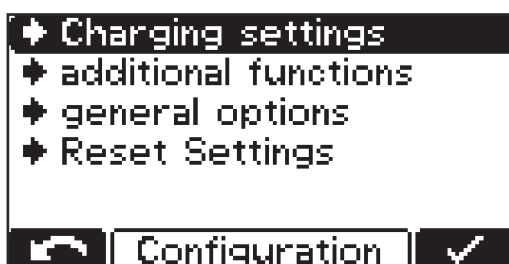 Charging settings
additional functions
general options
Reset Settings
Configuration